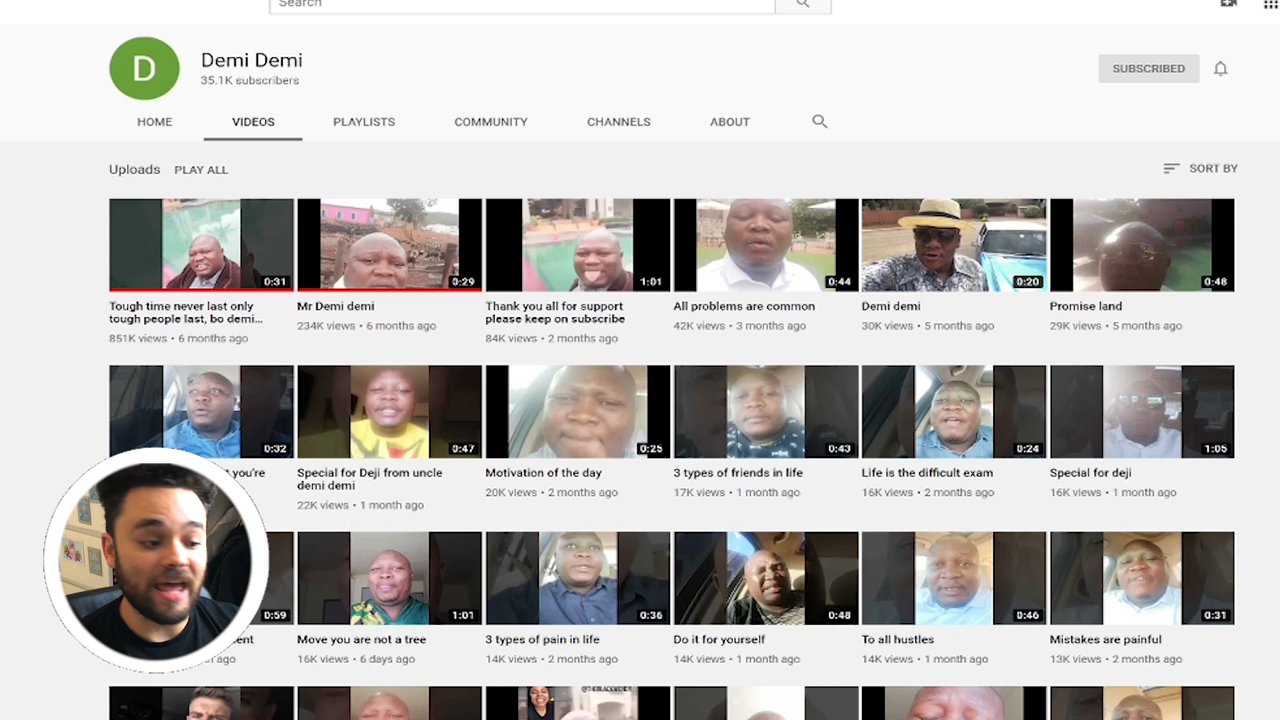 Search
D
Demi Demi
35.1K subscribers
SUBSCRIBED
HOME VIDEOS PLAYLISTS COMMUNITY CHANNELS ABOUT
Uploads PLAY ALL
SORT BY
0:31 0:29 1:01 0:44 0:20 0:48
Tough time never last only
tough people last, bo demi...
851K views • 6 months ago
Mr Demi demi
234K views • 6 months ago
Thank you all for support
please keep on subscribe
84K views • 2 months ago
All problems are common
42K views • 3 months ago
Demi demi
30K views • 5 months ago
Promise land
29K views • 5 months ago
0:32 0:47 0:25 0:43 0:24 1:05
you're
Special for Deji from uncle
demi demi
22K views • 1 month ago
Motivation of the day
20K views • 2 months ago
3 types of friends in life
17K views • 1 month ago
Life is the difficult exam
16K views • 2 months ago
Special for deji
16K views • 1 month ago
0:59 1:01 0:36 0:48 0:46 0:31
ent
ago
Move you are not a tree
16K views • 6 days ago
3 types of pain in life
14K views • 2 months ago
Do it for yourself
14K views • 1 month ago
To all hustles
14K views • 1 month ago
Mistakes are painful
13K views • 2 months ago